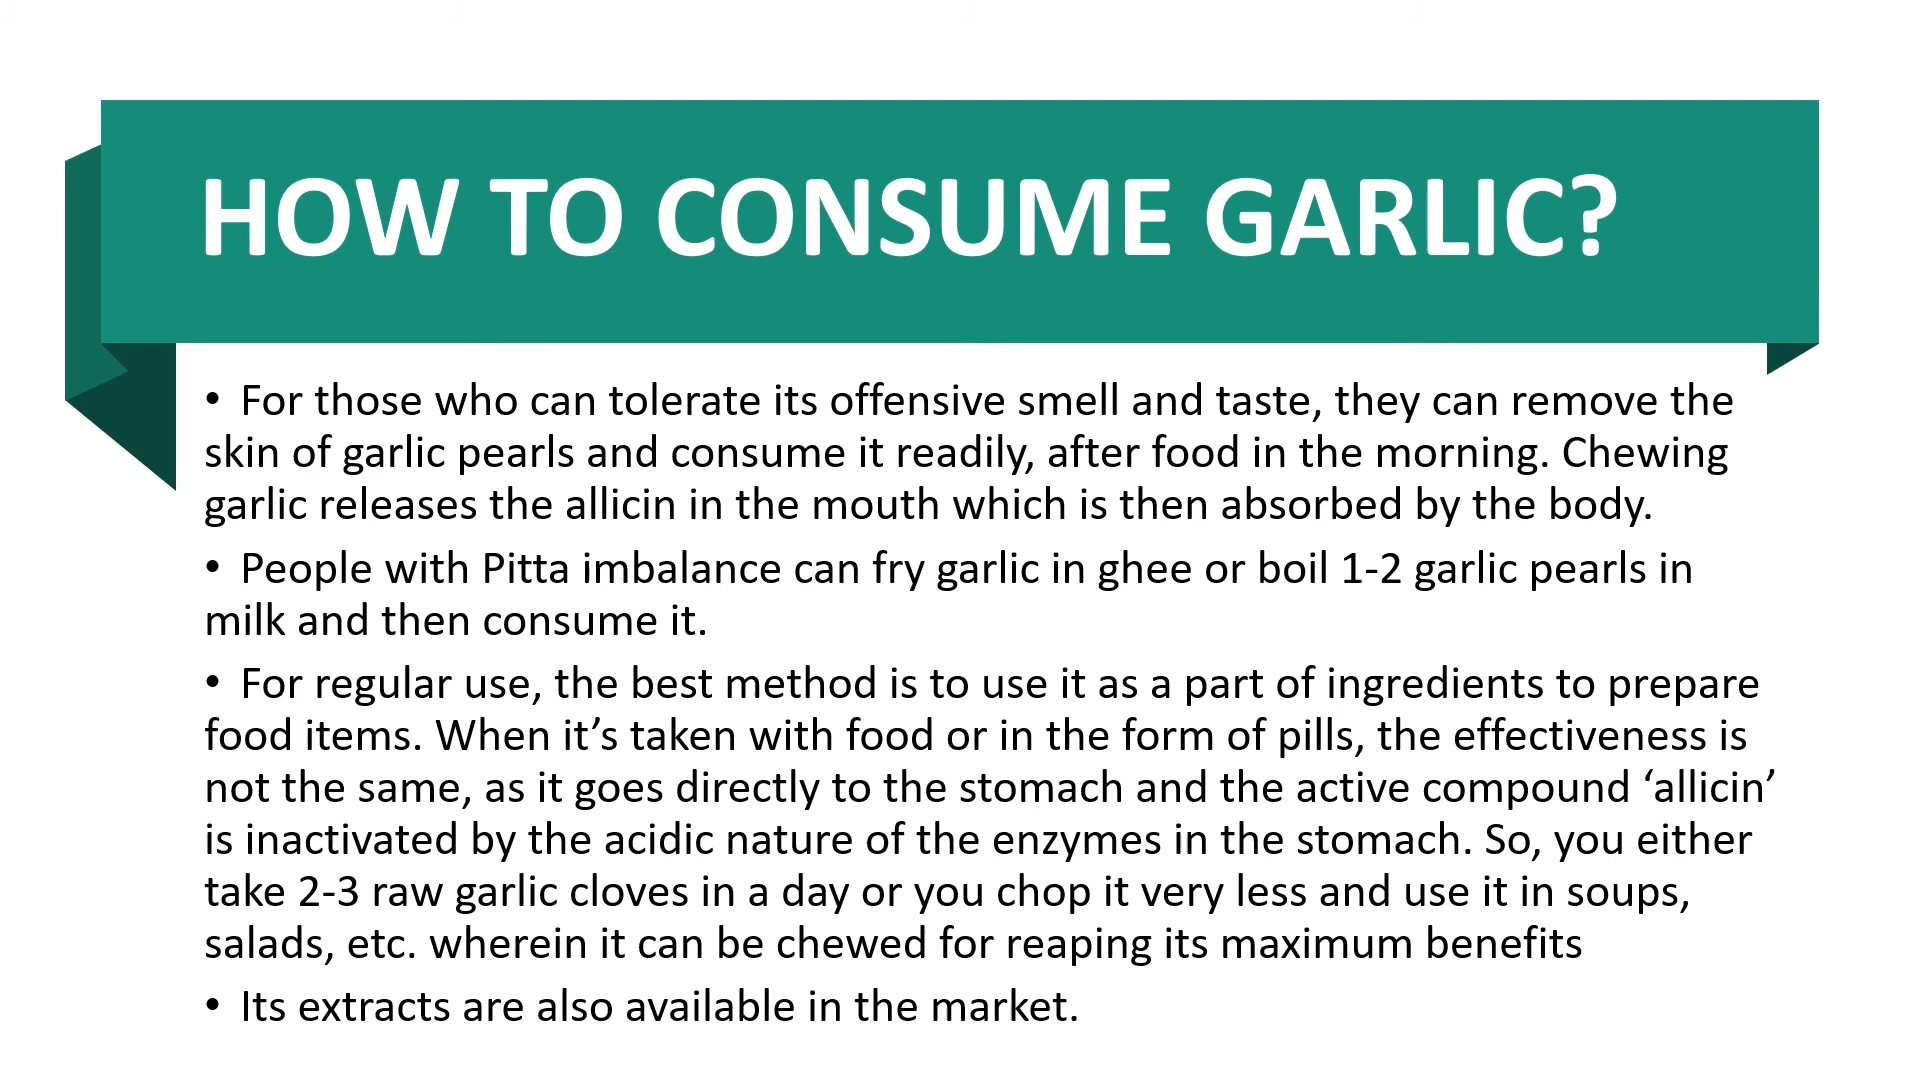 HOW TO CONSUME GARLIC?
• For those who can tolerate its offensive smell and taste, they can remove the
skin of garlic pearls and consume it readily, after food in the morning. Chewing
garlic releases the allicin in the mouth which is then absorbed by the body.
• People with Pitta imbalance can fry garlic in ghee or boil 1-2 garlic pearls in
milk and then consume it.
• For regular use, the best method is to use it as a part of ingredients to prepare
food items. When it’s taken with food or in the form of pills, the effectiveness is
not the same, as it goes directly to the stomach and the active compound ‘allicin’
is inactivated by the acidic nature of the enzymes in the stomach. So, you either
take 2-3 raw garlic cloves in a day or you chop it very less and use it in soups,
salads, etc. wherein it can be chewed for reaping its maximum benefits
• Its extracts are also available in the market.